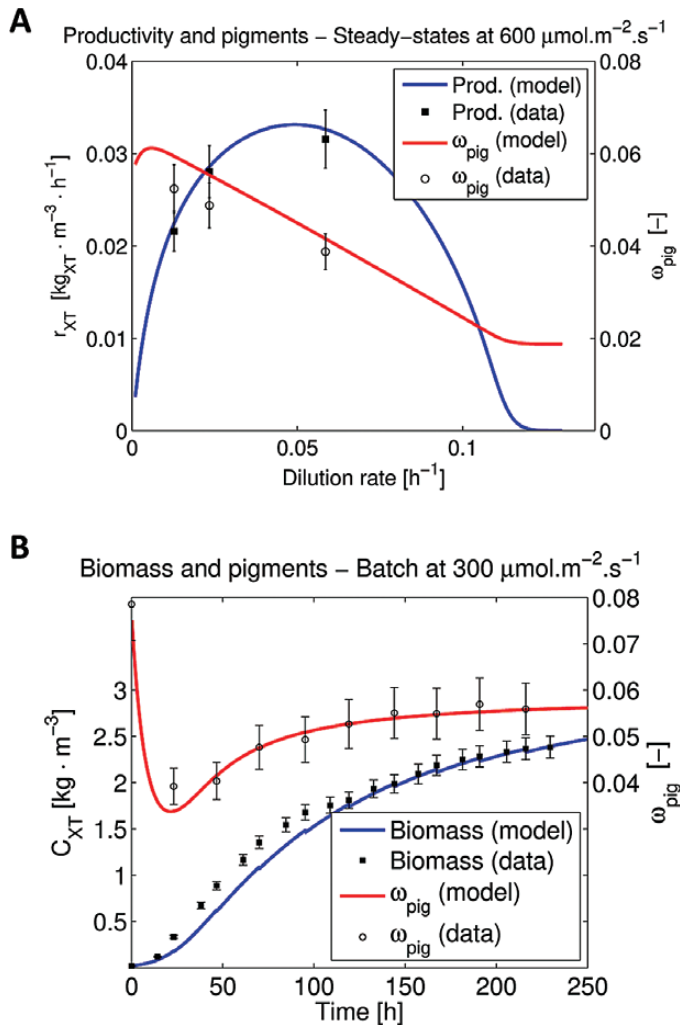 A
Productivity and pigments − Steady−states at 600 μmol.m⁻².s⁻¹
0.04
0.03
0.02
0.01
0
r_XT [kg_XT · m⁻³ · h⁻¹]
Prod. (model)
Prod. (data)
ω_pig (model)
ω_pig (data)
0.08
0.06
0.04
0.02
0
ω_pig [−]
0 0.05 0.1
Dilution rate [h⁻¹]
B
Biomass and pigments − Batch at 300 μmol.m⁻².s⁻¹
3
2.5
2
1.5
1
0.5
C_XT [kg · m⁻³]
0.08
0.07
0.06
0.05
0.04
ω_pig [−]
Biomass (model)
Biomass (data)
ω_pig (model)
ω_pig (data)
0 50 100 150 200 250
Time [h]